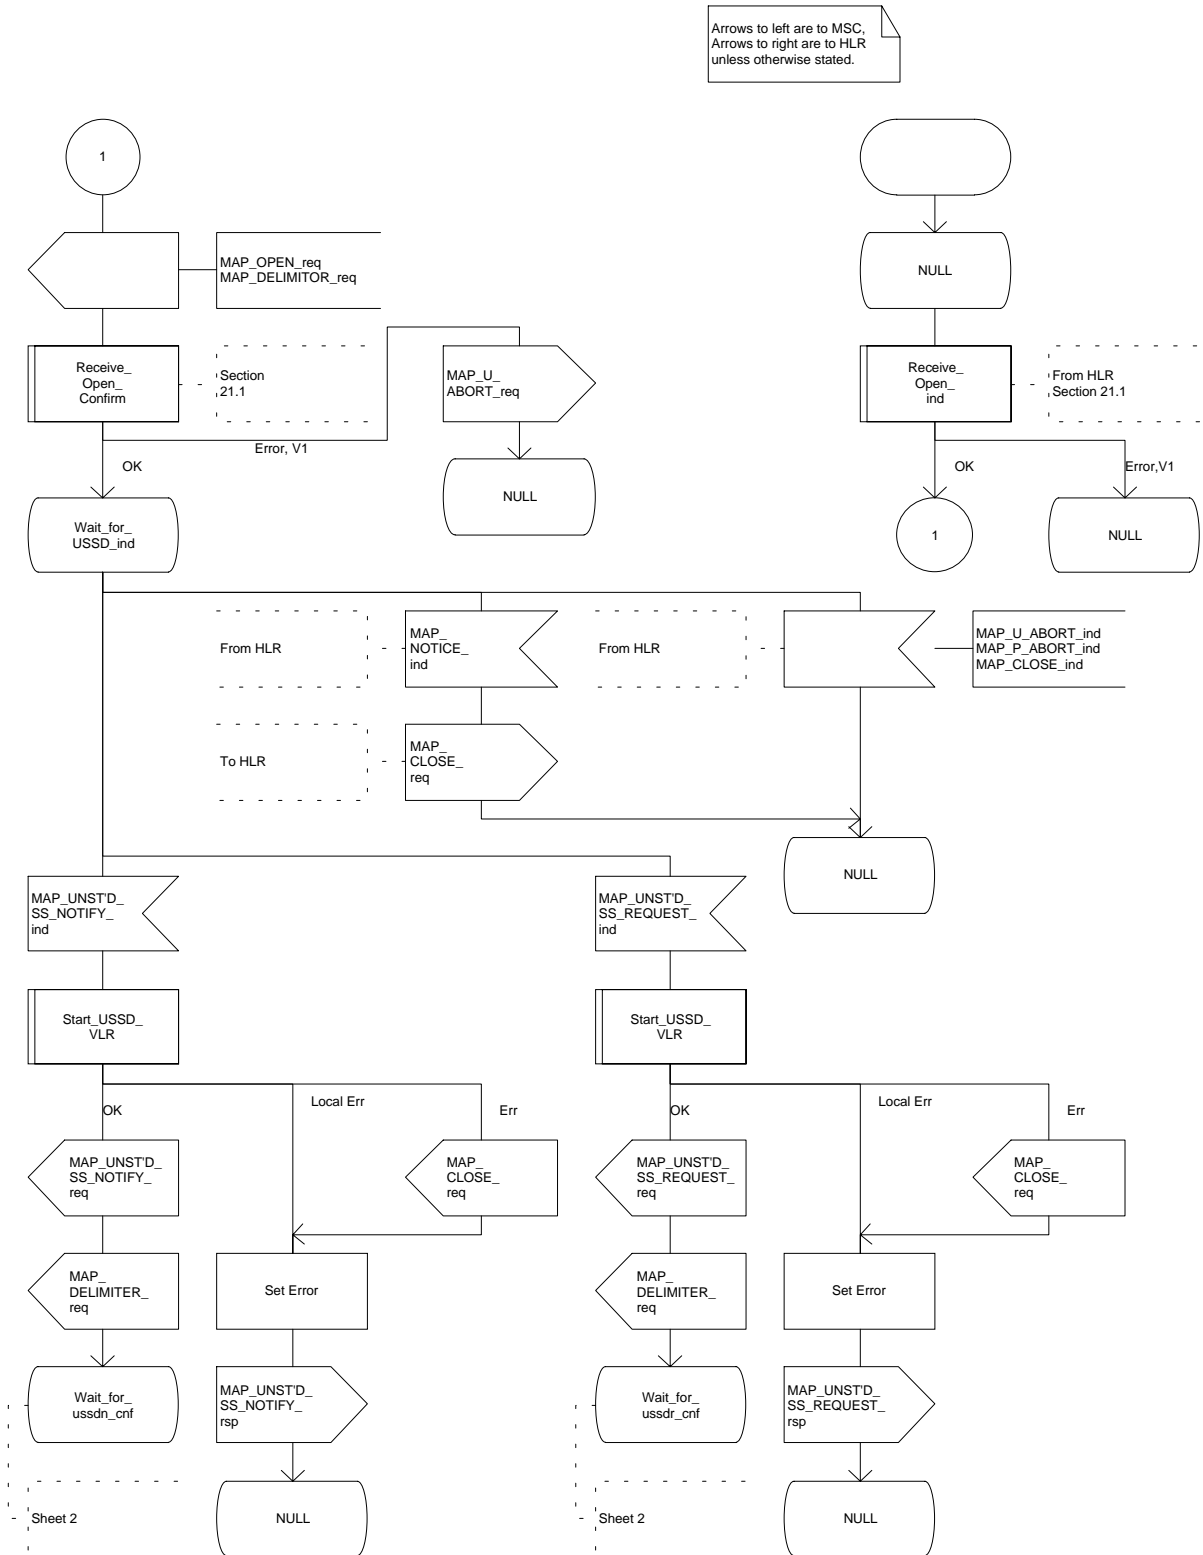 Arrows to left are to MSC,
Arrows to right are to HLR
unless otherwise stated.
1
MAP_OPEN_req
MAP_DELIMITOR_req
NULL
Receive_
Open_
Confirm
Section
21.1
MAP_U_
ABORT_req
Receive_
Open_
ind
From HLR
Section 21.1
Error, V1
OK
OK
Error,V1
NULL
Wait_for_
USSD_ind
1
NULL
From HLR
MAP_
NOTICE_
ind
From HLR
MAP_U_ABORT_ind
MAP_P_ABORT_ind
MAP_CLOSE_ind
To HLR
MAP_
CLOSE_
req
NULL
MAP_UNST'D_
SS_NOTIFY_
ind
MAP_UNST'D_
SS_REQUEST_
ind
Start_USSD_
VLR
Start_USSD_
VLR
OK
Local Err
Err
OK
Local Err
Err
MAP_UNST'D_
SS_NOTIFY_
req
MAP_
CLOSE_
req
MAP_UNST'D_
SS_REQUEST_
req
MAP_
CLOSE_
req
MAP_
DELIMITER_
req
Set Error
MAP_
DELIMITER_
req
Set Error
Wait_for_
ussdn_cnf
MAP_UNST'D_
SS_NOTIFY_
rsp
Wait_for_
ussdr_cnf
MAP_UNST'D_
SS_REQUEST_
rsp
Sheet 2
NULL
Sheet 2
NULL